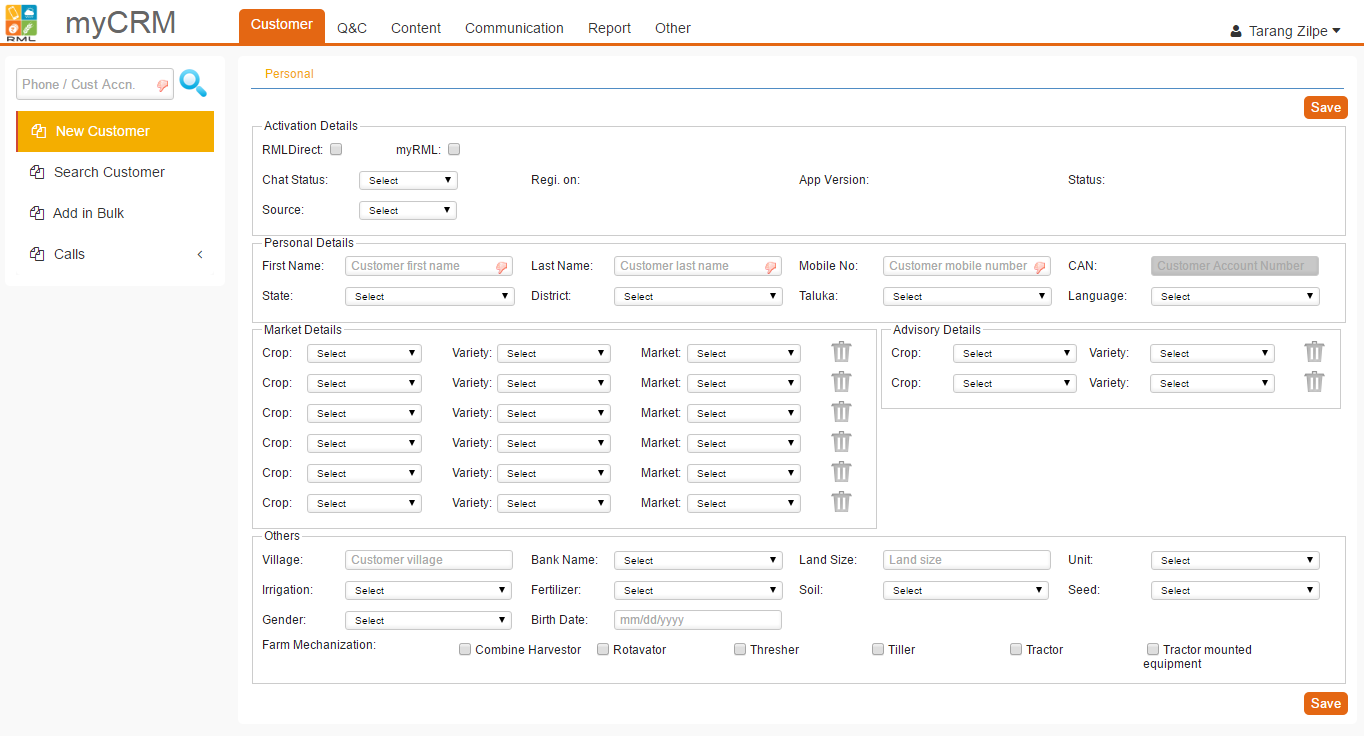 RML
myCRM
Customer Q&C Content Communication Report Other
Tarang Zilpe
Phone / Cust Accn.
New Customer
Search Customer
Add in Bulk
Calls
Personal
Save
Activation Details
RMLDirect: myRML:
Chat Status: Select Regi. on: App Version: Status:
Source: Select
Personal Details
First Name: Customer first name Last Name: Customer last name Mobile No: Customer mobile number CAN: Customer Account Number
State: Select District: Select Taluka: Select Language: Select
Market Details
Crop: Select Variety: Select Market: Select
Crop: Select Variety: Select Market: Select
Crop: Select Variety: Select Market: Select
Crop: Select Variety: Select Market: Select
Crop: Select Variety: Select Market: Select
Crop: Select Variety: Select Market: Select
Advisory Details
Crop: Select Variety: Select
Crop: Select Variety: Select
Others
Village: Customer village Bank Name: Select Land Size: Land size Unit: Select
Irrigation: Select Fertilizer: Select Soil: Select Seed: Select
Gender: Select Birth Date: mm/dd/yyyy
Farm Mechanization: Combine Harvestor Rotavator Thresher Tiller Tractor Tractor mounted
equipment
Save